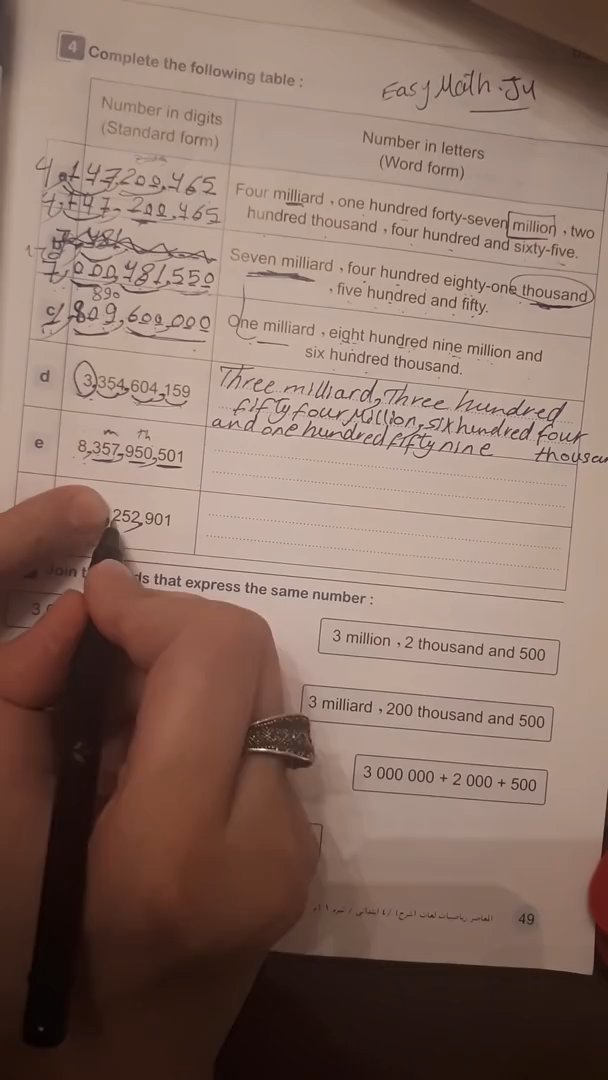 4 Complete the following table :
Easy Math. Ju
Number in digits
(Standard form)
Number in letters
(Word form)
4,147,200,465
4,147,200,465
Four milliard , one hundred forty-seven million , two
hundred thousand , four hundred and sixty-five.
7,000,481,550
Seven milliard , four hundred eighty-one thousand
, five hundred and fifty.
890
809,600,000
One milliard , eight hundred nine million and
six hundred thousand.
d
3,354,604,159
Three milliard, Three hundred
fifty four Million, six hundred four
thousan
and one hundred fifty nine
e
m th
8,357,950,501
,252,901
Join
ds that express the same number :
3
3 million , 2 thousand and 500
3 milliard , 200 thousand and 500
3 000 000 + 2 000 + 500
49